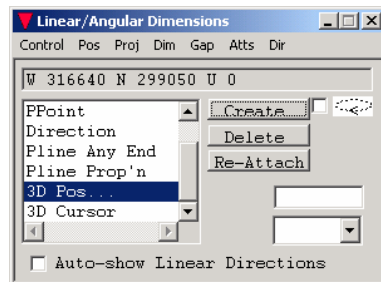 Linear/Angular Dimensions
Control Pos Proj Dim Gap Atts Dir
W 316640 N 299050 U 0
PPoint
Direction
Pline Any End
Pline Prop'n
3D Pos...
3D Cursor
Create
Delete
Re-Attach
Auto-show Linear Directions